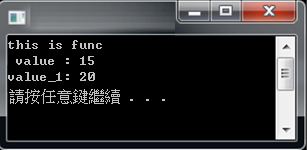 this is func
 value : 15
value_1: 20
請按任意鍵繼續 . . .